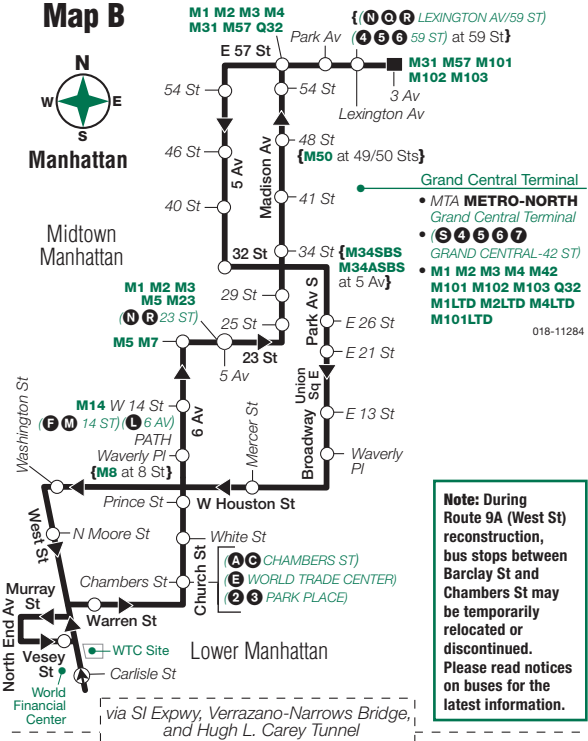 Map B
N
W
E
S
Manhattan
M1 M2 M3 M4
M31 M57 Q32
Park Av
{(N Q R LEXINGTON AV/59 ST)
(4 5 6 59 ST) at 59 St}
E 57 St
M31 M57 M101
M102 M103
3 Av
Lexington Av
54 St
54 St
46 St
5 Av
Madison Av
48 St
{M50 at 49/50 Sts}
40 St
41 St
Grand Central Terminal
• MTA METRO-NORTH
Grand Central Terminal
• (S 4 5 6 7
GRAND CENTRAL-42 ST)
• M1 M2 M3 M4 M42
M101 M102 M103 Q32
M1LTD M2LTD M4LTD
M101LTD
018-11284
Midtown
Manhattan
32 St
34 St {M34SBS
M34ASBS
at 5 Av}
M1 M2 M3
M5 M23
(N R 23 ST)
29 St
25 St
M5 M7
23 St
5 Av
Park Av S
E 26 St
E 21 St
Union
Sq E
Broadway
E 13 St
Waverly
Pl
Washington St
M14 W 14 St
(F M 14 ST) (L 6 AV)
PATH
6 Av
Waverly Pl
{M8 at 8 St}
Mercer St
Prince St
W Houston St
West St
N Moore St
White St
Chambers St
Church St
(A C CHAMBERS ST)
(E WORLD TRADE CENTER)
(2 3 PARK PLACE)
Murray
St
Warren St
North End Av
Vesey
St
WTC Site
Lower Manhattan
Carlisle St
World
Financial
Center
via SI Expwy, Verrazano-Narrows Bridge,
and Hugh L. Carey Tunnel
Note: During
Route 9A (West St)
reconstruction,
bus stops between
Barclay St and
Chambers St may
be temporarily
relocated or
discontinued.
Please read notices
on buses for the
latest information.